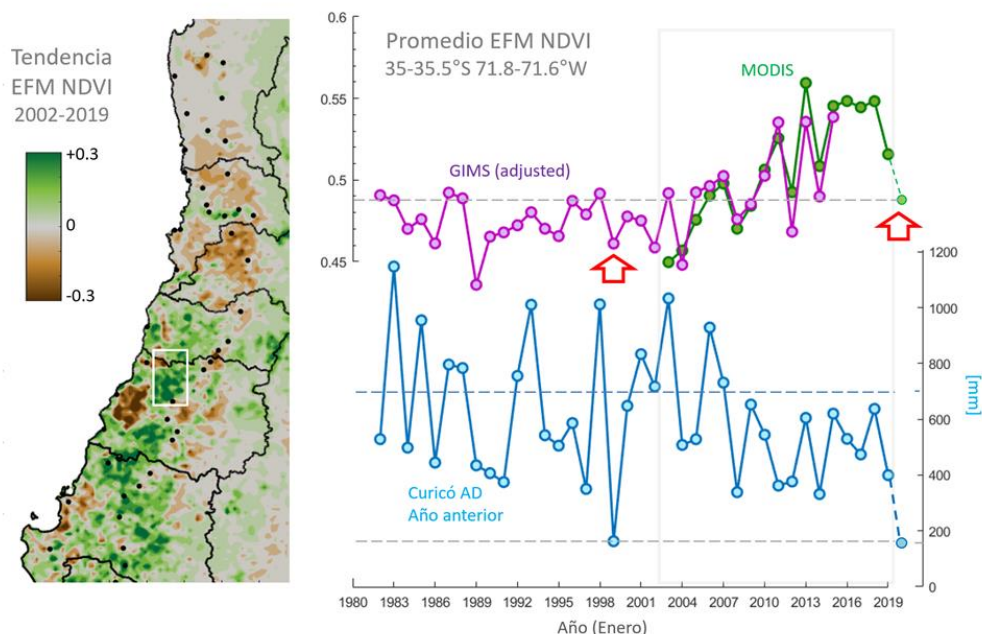 Tendencia
EFM NDVI
2002-2019
+0.3
0
-0.3
Promedio EFM NDVI
35-35.5°S 71.8-71.6°W
MODIS
GIMS (adjusted)
0.6
0.55
0.5
0.45
1200
1000
800
600
400
200
0
[mm]
Curicó AD
Año anterior
1980 1983 1986 1989 1992 1995 1998 2001 2004 2007 2010 2013 2016 2019
Año (Enero)